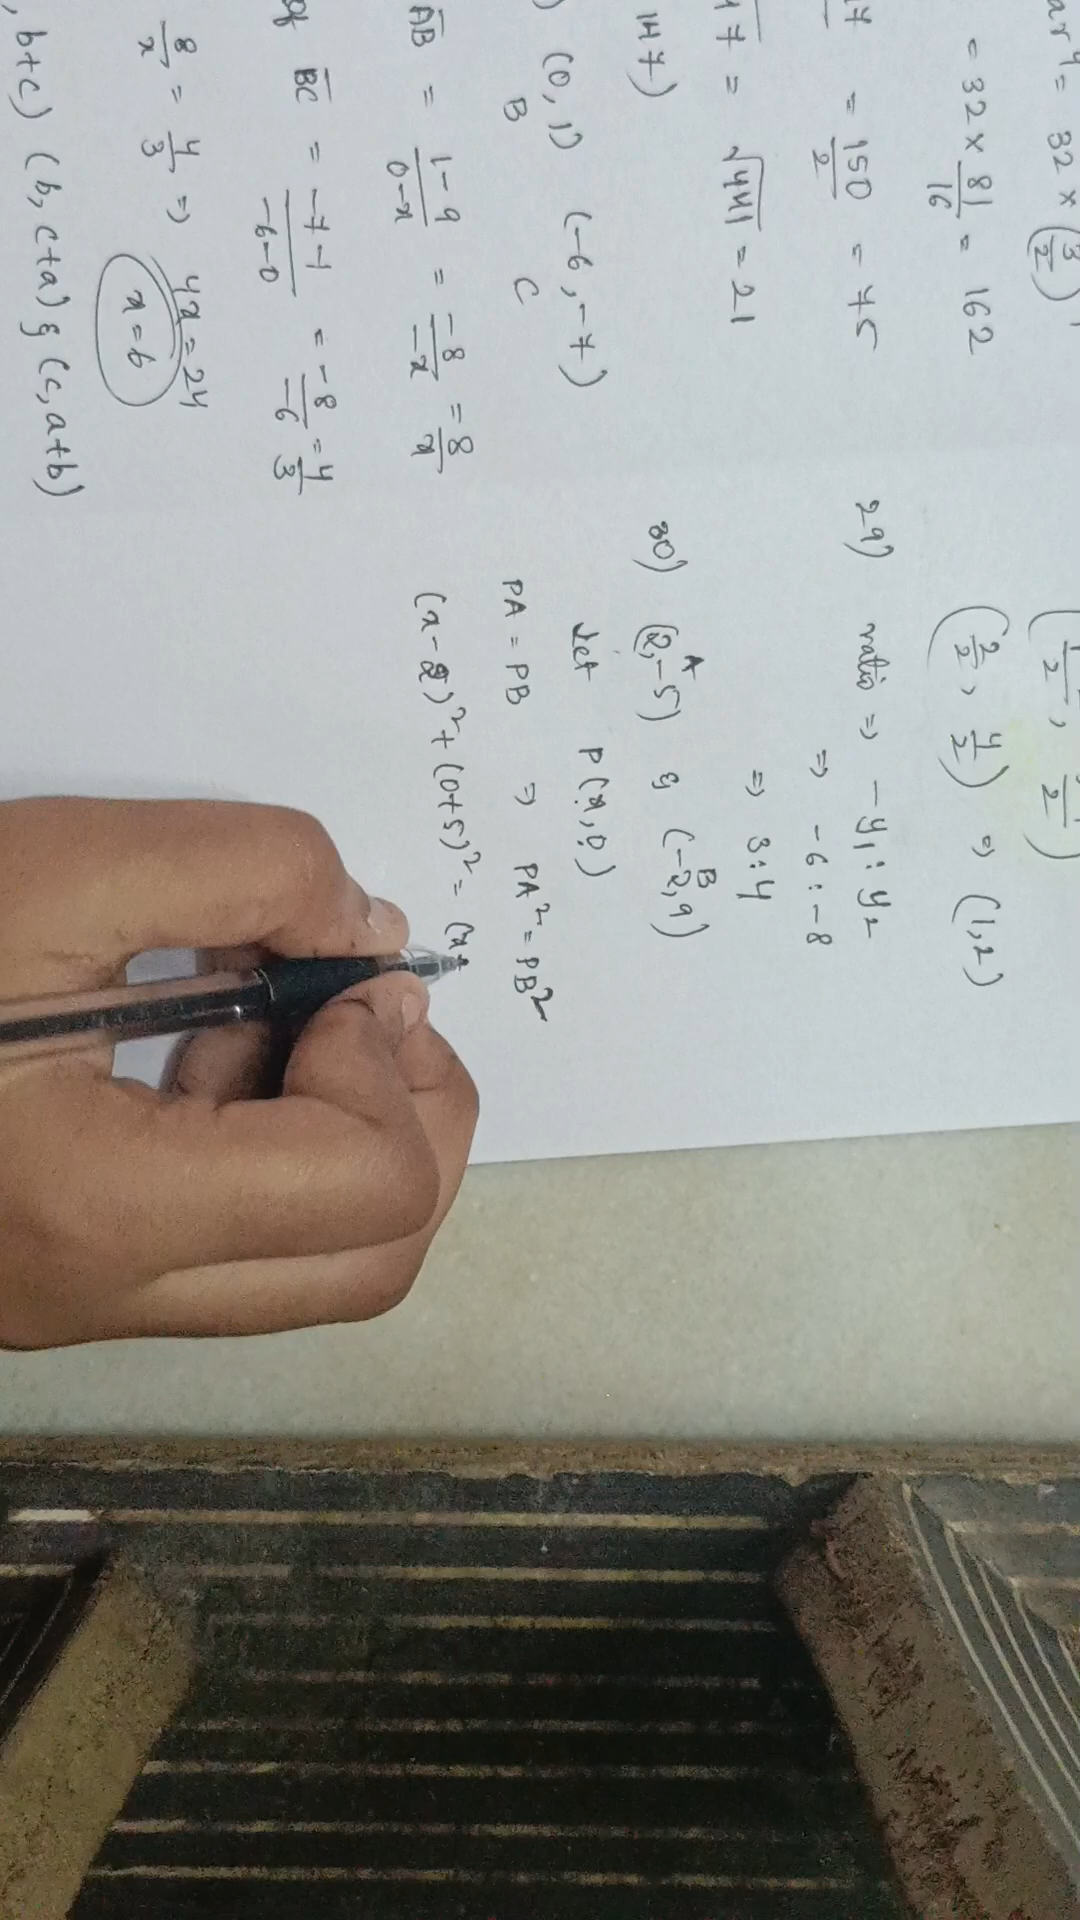 ar⁴ = 32 × (3/2)⁴
= 32 × 81/16 = 162
= 150/2 = 75
= √441 = 21
147)
(0, 1) (-6, -7)
B C
AB = 1-9/0-x = -8/-x = 8/x
of BC = -7-1/-6-0 = -8/-6 = 4/3
8/x = 4/3 ⇒ 4x = 24
x = 6
, b+c) (b, c+a) & (c, a+b)
(2/2, 4/2) ⇒ (1, 2)
29) ratio ⇒ -y₁ : y₂
⇒ -6 : -8
⇒ 3 : 4
30) (2, -5) & (-2, 9)
A B
Let P(x, 0)
PA = PB ⇒ PA² = PB²
(x-2)² + (0+5)² = (x+